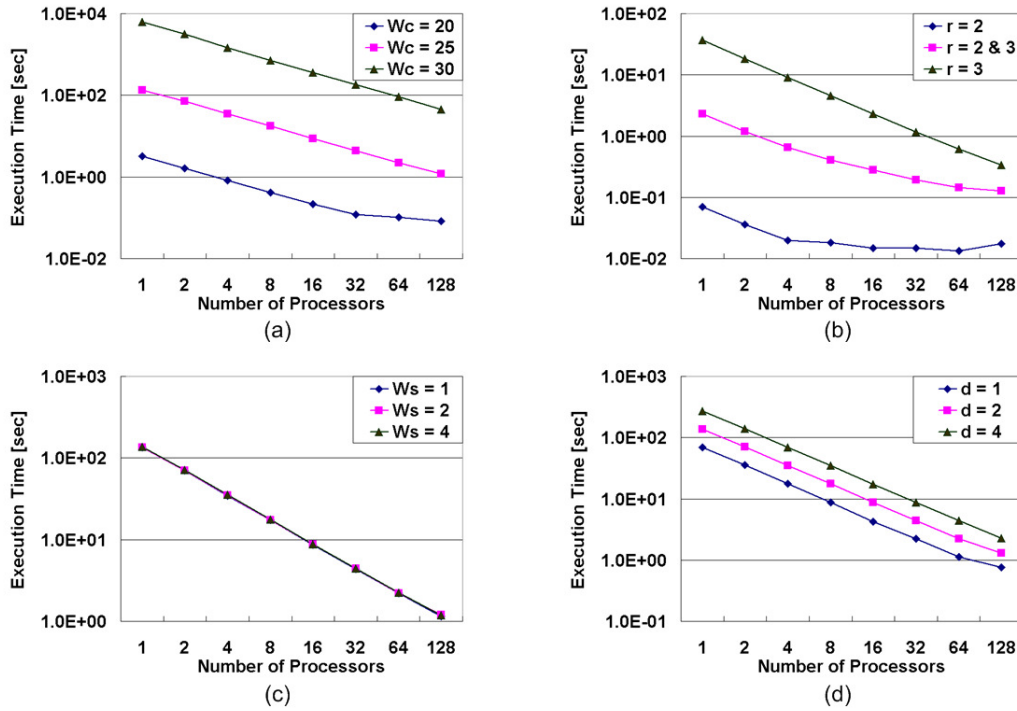 1.0E+04
1.0E+02
1.0E+00
1.0E-02
Execution Time [sec]
Wc = 20
Wc = 25
Wc = 30
1 2 4 8 16 32 64 128
Number of Processors
(a)
1.0E+02
1.0E+01
1.0E+00
1.0E-01
1.0E-02
Execution Time [sec]
r = 2
r = 2 & 3
r = 3
1 2 4 8 16 32 64 128
Number of Processors
(b)
1.0E+03
1.0E+02
1.0E+01
1.0E+00
Execution Time [sec]
Ws = 1
Ws = 2
Ws = 4
1 2 4 8 16 32 64 128
Number of Processors
(c)
1.0E+03
1.0E+02
1.0E+01
1.0E+00
1.0E-01
Execution Time [sec]
d = 1
d = 2
d = 4
1 2 4 8 16 32 64 128
Number of Processors
(d)